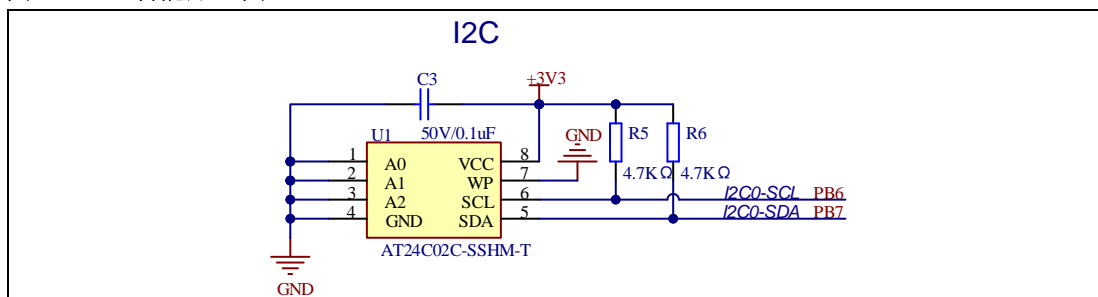 I2C
C3
+3V3
U1
50V/0.1uF
GND
R5
R6
1
A0
VCC
8
2
A1
WP
7
4.7KΩ
4.7KΩ
3
A2
SCL
6
I2C0-SCL
PB6
4
GND
SDA
5
I2C0-SDA
PB7
AT24C02C-SSHM-T
GND